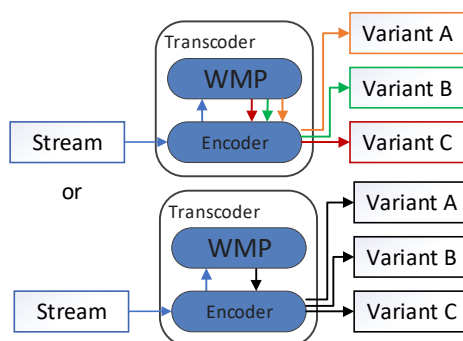 Transcoder
WMP
Encoder
Stream
Variant A
Variant B
Variant C
or
Transcoder
WMP
Encoder
Stream
Variant A
Variant B
Variant C